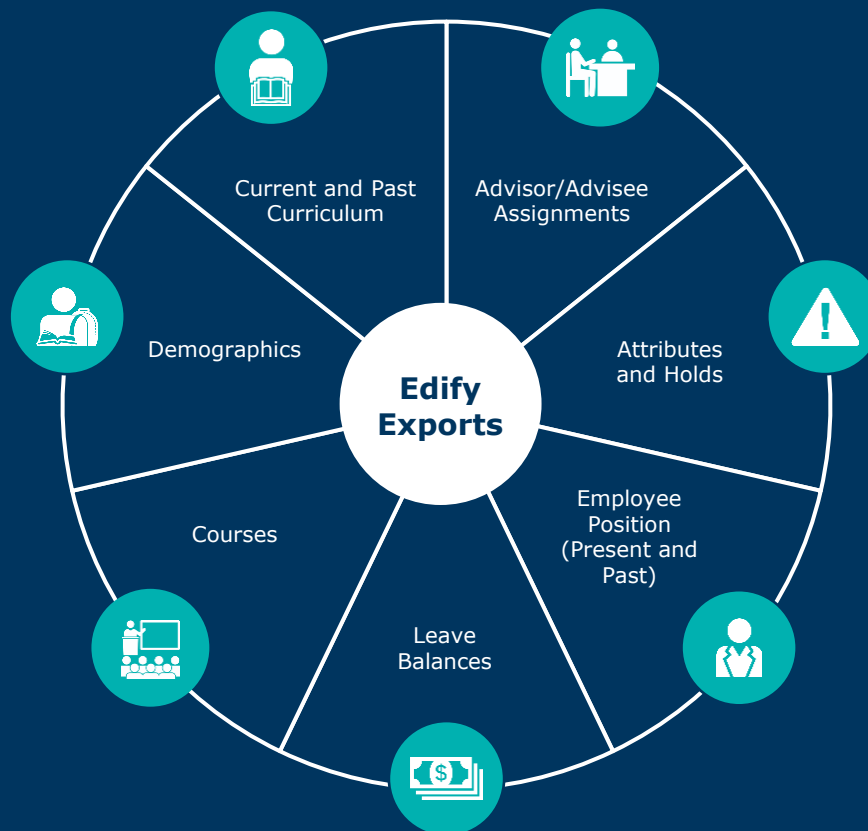 Current and Past
Curriculum
Advisor/Advisee
Assignments
Demographics
Attributes
and Holds
Edify
Exports
Courses
Employee
Position
(Present and
Past)
Leave
Balances
$